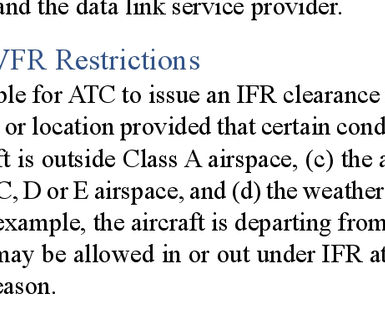 and the data link service provider.
VFR Restrictions
ble for ATC to issue an IFR clearance
or location provided that certain cond
ft is outside Class A airspace, (c) the a
C, D or E airspace, and (d) the weather
example, the aircraft is departing from
may be allowed in or out under IFR at
eason.